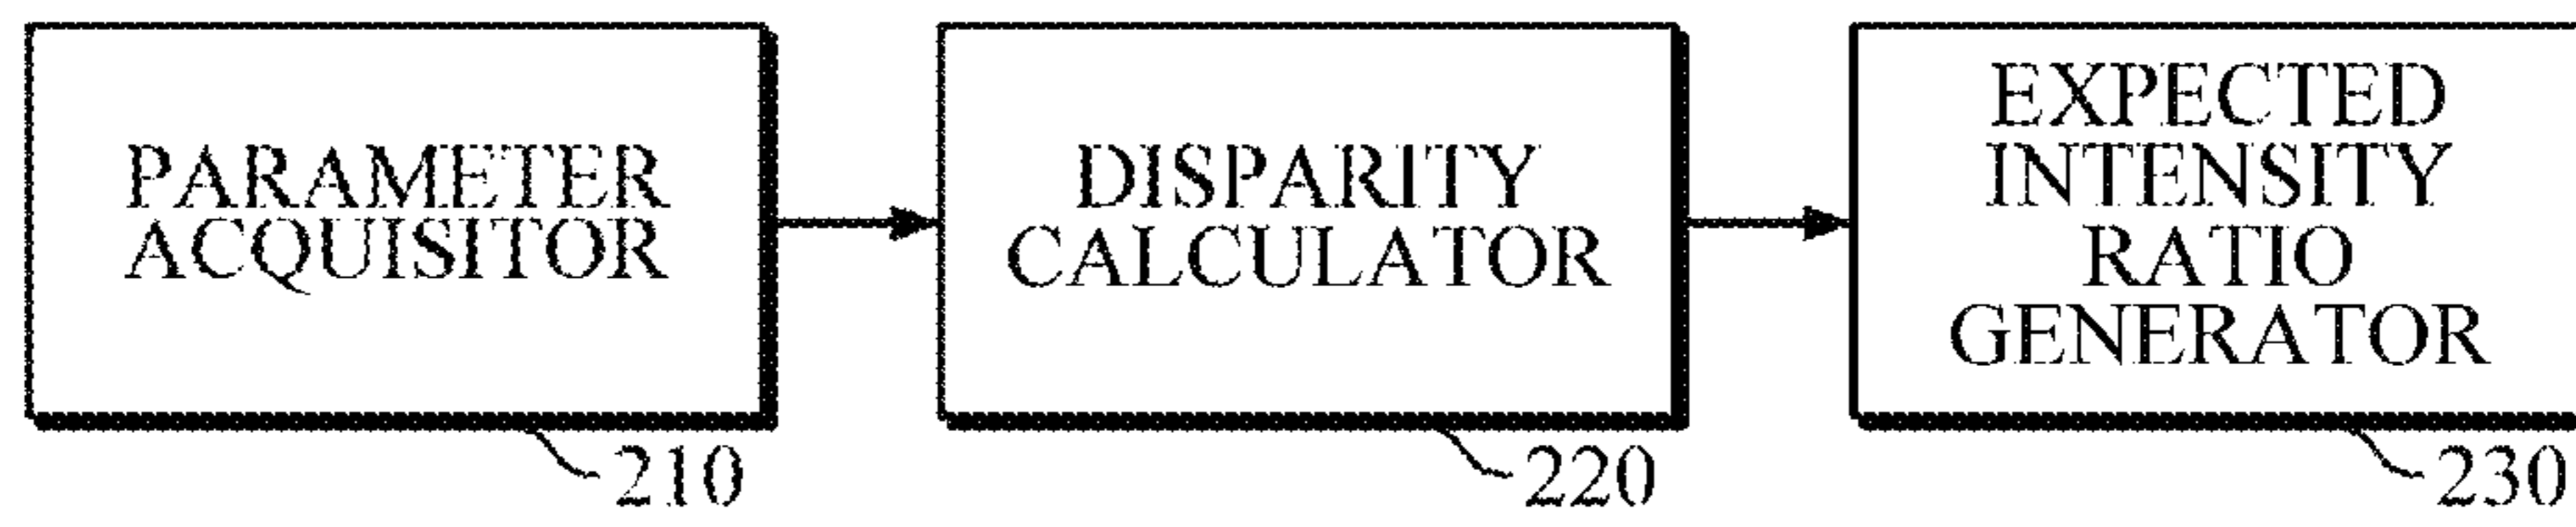 PARAMETER
ACQUISITOR
210
DISPARITY
CALCULATOR
220
EXPECTED
INTENSITY
RATIO
GENERATOR
230